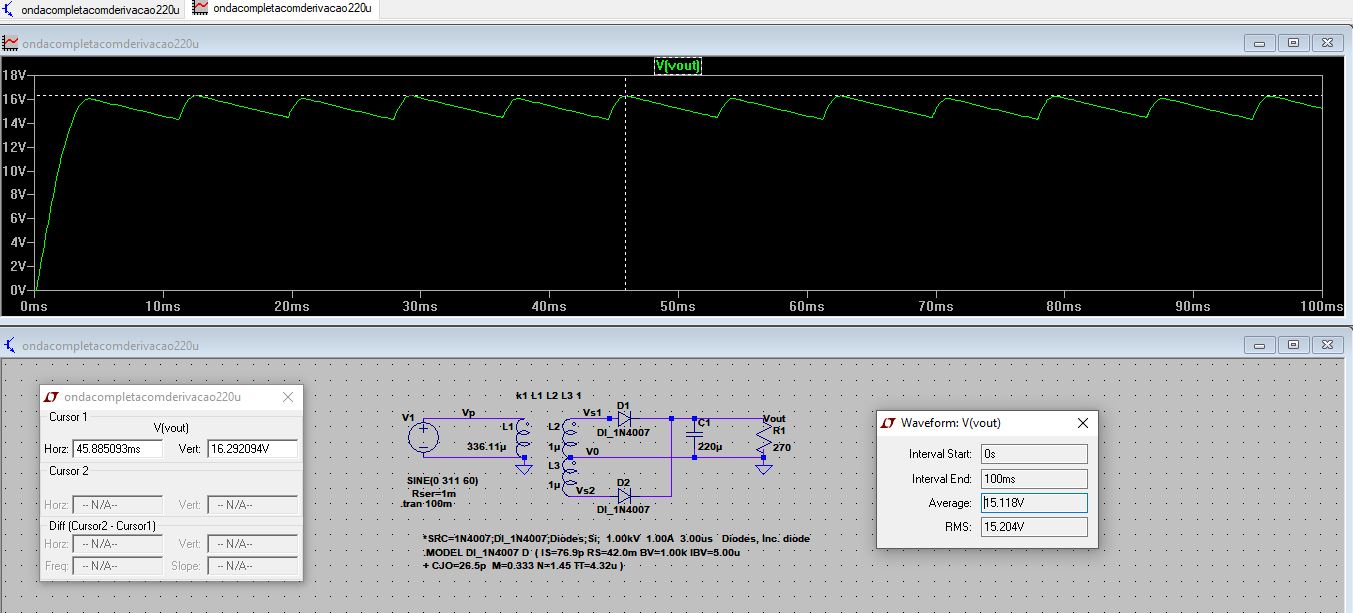 ondacompletacomderivacao220u ondacompletacomderivacao220u
ondacompletacomderivacao220u
V(vout)
18V
16V
14V
12V
10V
8V
6V
4V
2V
0V
0ms 10ms 20ms 30ms 40ms 50ms 60ms 70ms 80ms 90ms 100ms
ondacompletacomderivacao220u
ondacompletacomderivacao220u
Cursor 1
V(vout)
Horz: 45.885093ms Vert: 16.292094V
Cursor 2
Horz: -- N/A-- Vert: -- N/A--
Diff (Cursor2 - Cursor1)
Horz: -- N/A-- Vert: -- N/A--
Freq: -- N/A-- Slope: -- N/A--
k1 L1 L2 L3 1
V1 Vp L1 336.11µ
SINE(0 311 60)
Rser=1m
.tran 100m
L2 1µ Vs1 D1 DI_1N4007
V0
L3 1µ Vs2 D2 DI_1N4007
C1 220µ
Vout R1 270
*SRC=1N4007;DI_1N4007;Diodes;Si; 1.00kV 1.00A 3.00us Diodes, Inc. diode
.MODEL DI_1N4007 D ( IS=76.9p RS=42.0m BV=1.00k IBV=5.00u
+ CJO=26.5p M=0.333 N=1.45 TT=4.32u )
Waveform: V(vout)
Interval Start: 0s
Interval End: 100ms
Average: 15.118V
RMS: 15.204V